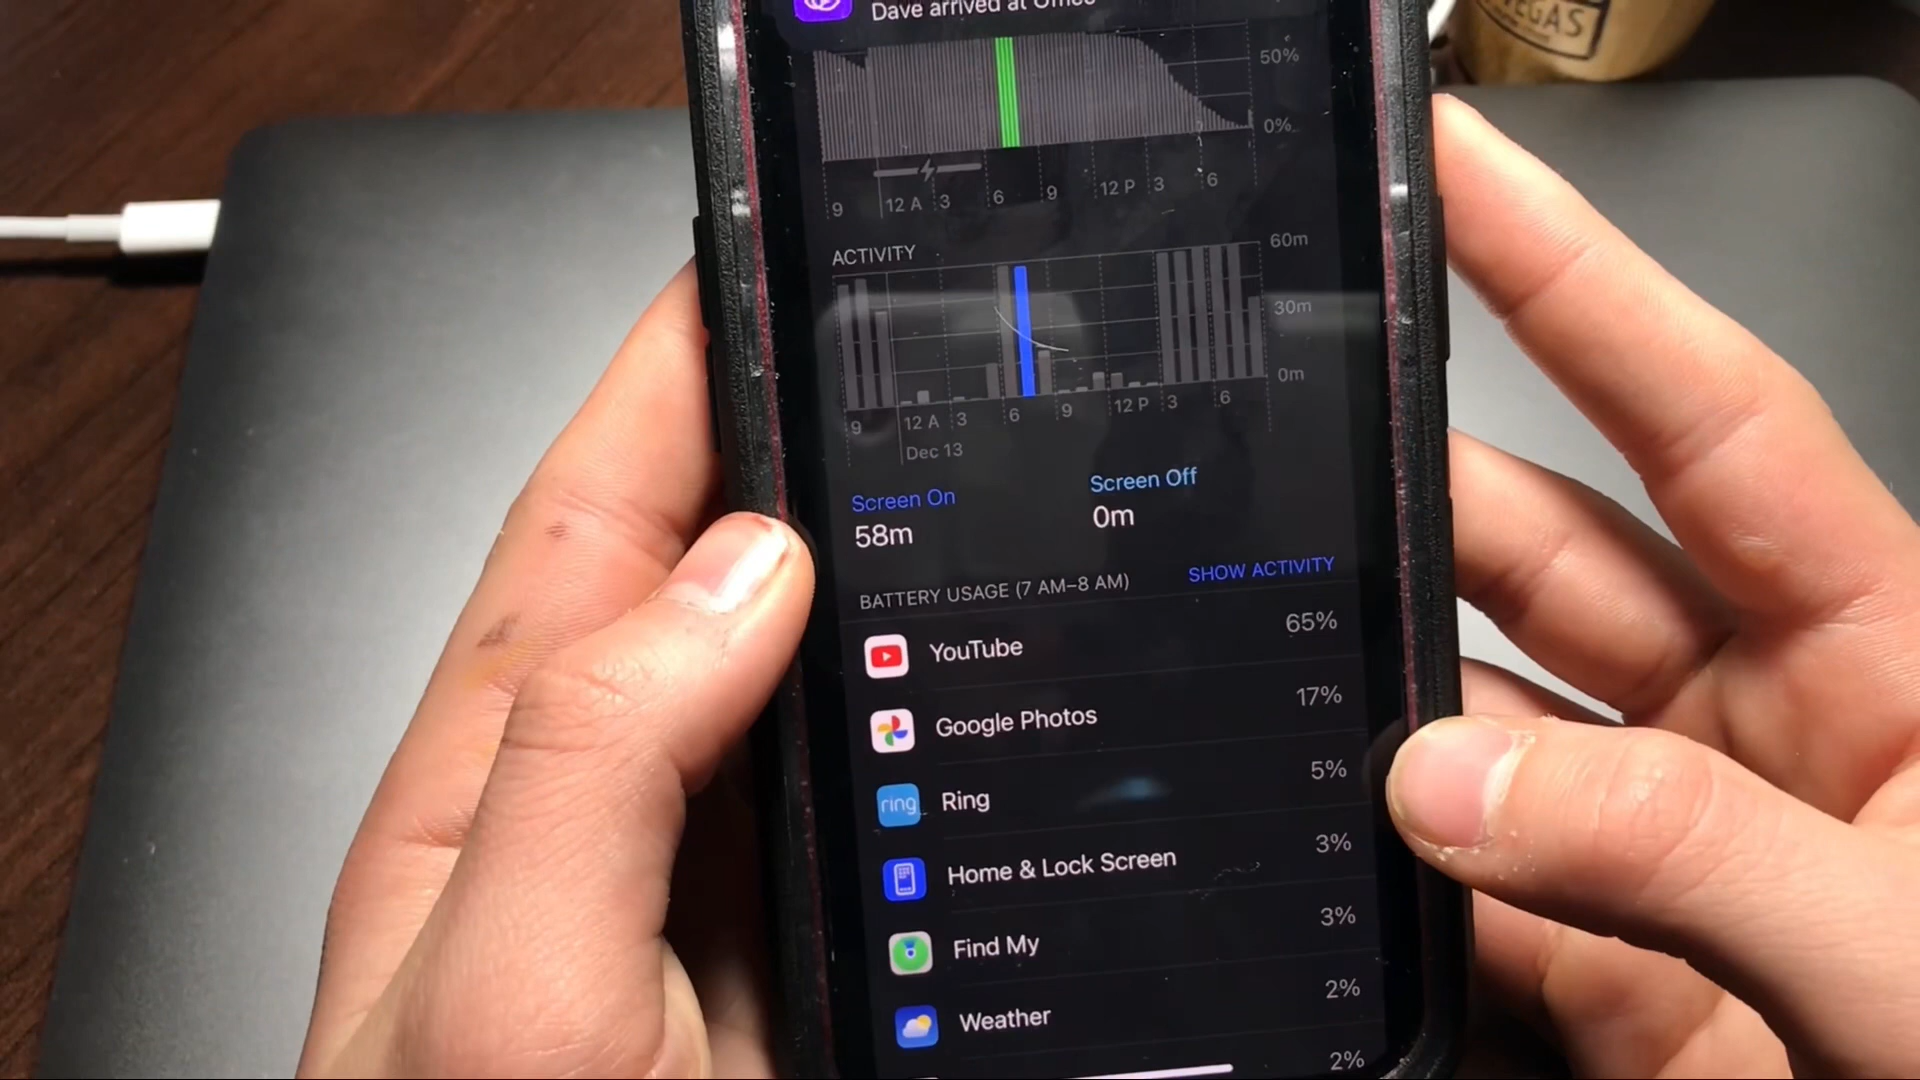 Dave arrived at Office
VEGAS
50%
0%
9 12 A 3 6 9 12 P 3 6
ACTIVITY
60m
30m
0m
9 12 A 3 6 9 12 P 3 6
Dec 13
Screen On Screen Off
58m 0m
BATTERY USAGE (7 AM–8 AM) SHOW ACTIVITY
YouTube 65%
Google Photos 17%
ring Ring 5%
Home & Lock Screen 3%
Find My 3%
Weather 2%
2%